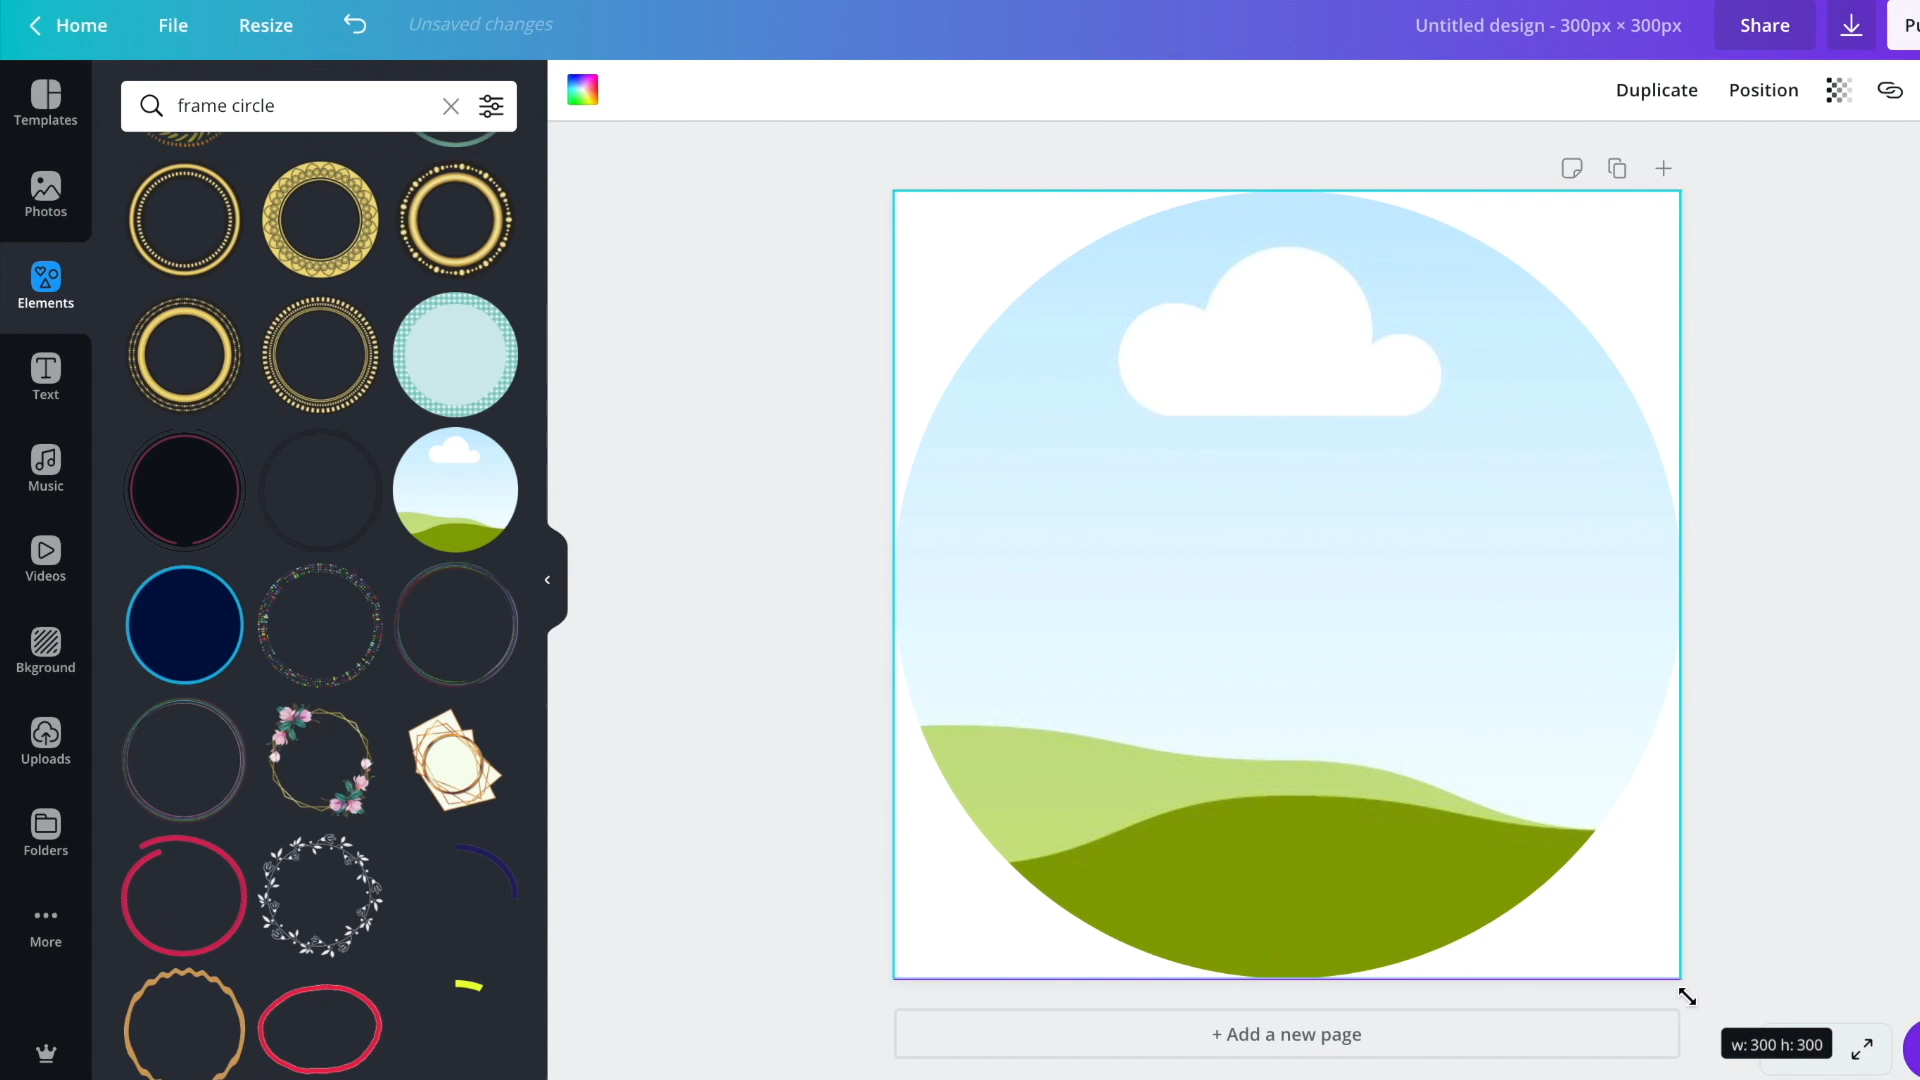 Home
File
Resize
Unsaved changes
Untitled design - 300px × 300px
Share
Templates
Photos
Elements
Text
Music
Videos
Bkground
Uploads
Folders
More
frame circle
Duplicate
Position
+ Add a new page
w: 300 h: 300